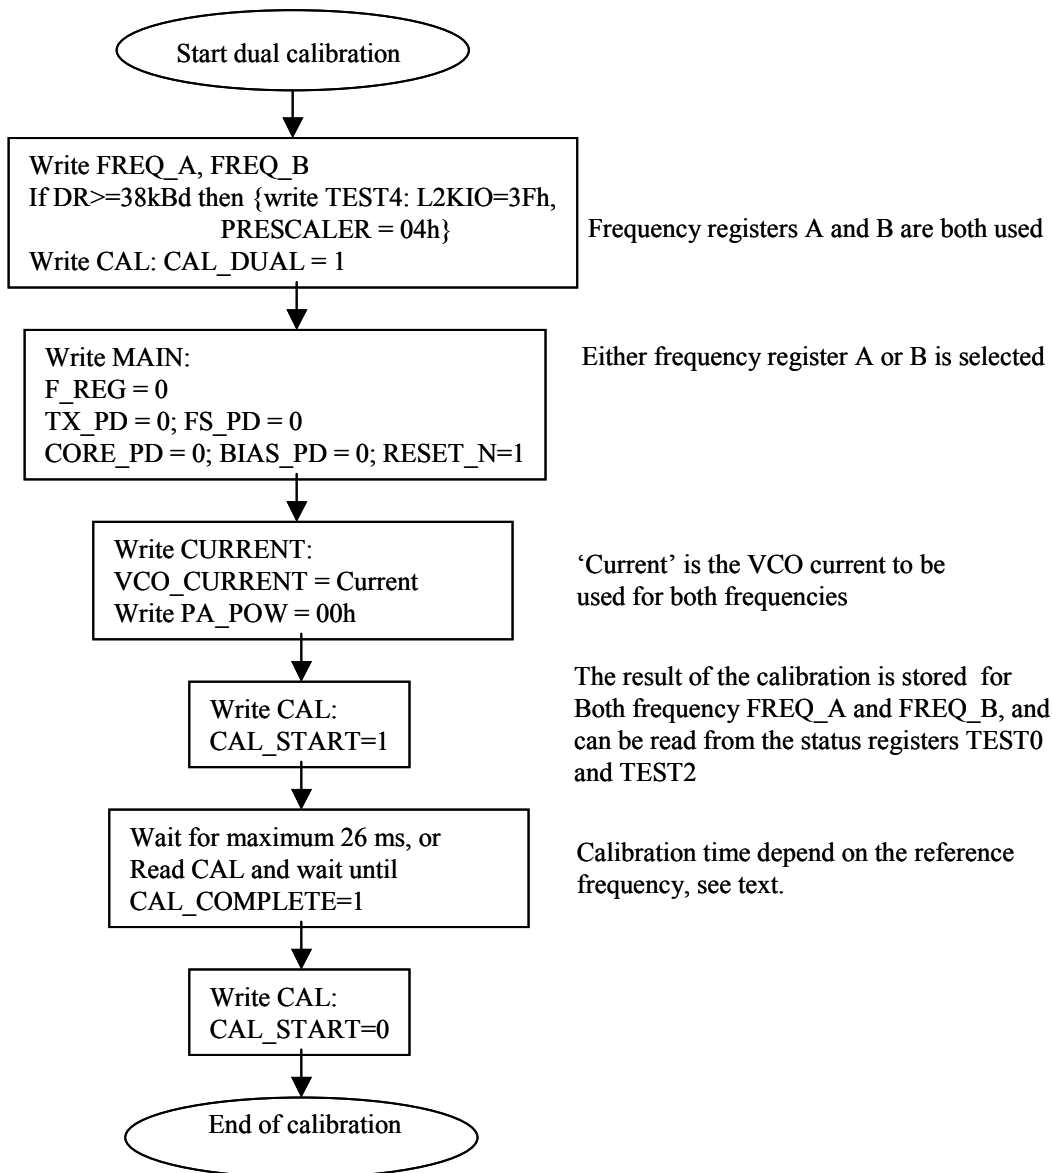 Start dual calibration
Write FREQ_A, FREQ_B
If DR>=38kBd then {write TEST4: L2KIO=3Fh,
PRESCALER = 04h}
Write CAL: CAL_DUAL = 1
Frequency registers A and B are both used
Write MAIN:
F_REG = 0
TX_PD = 0; FS_PD = 0
CORE_PD = 0; BIAS_PD = 0; RESET_N=1
Either frequency register A or B is selected
Write CURRENT:
VCO_CURRENT = Current
Write PA_POW = 00h
‘Current’ is the VCO current to be
used for both frequencies
Write CAL:
CAL_START=1
The result of the calibration is stored for
Both frequency FREQ_A and FREQ_B, and
can be read from the status registers TEST0
and TEST2
Wait for maximum 26 ms, or
Read CAL and wait until
CAL_COMPLETE=1
Calibration time depend on the reference
frequency, see text.
Write CAL:
CAL_START=0
End of calibration